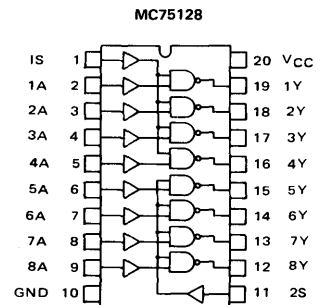 MC75128
IS 1 20 VCC
1A 2 19 1Y
2A 3 18 2Y
3A 4 17 3Y
4A 5 16 4Y
5A 6 15 5Y
6A 7 14 6Y
7A 8 13 7Y
8A 9 12 8Y
GND 10 11 2S